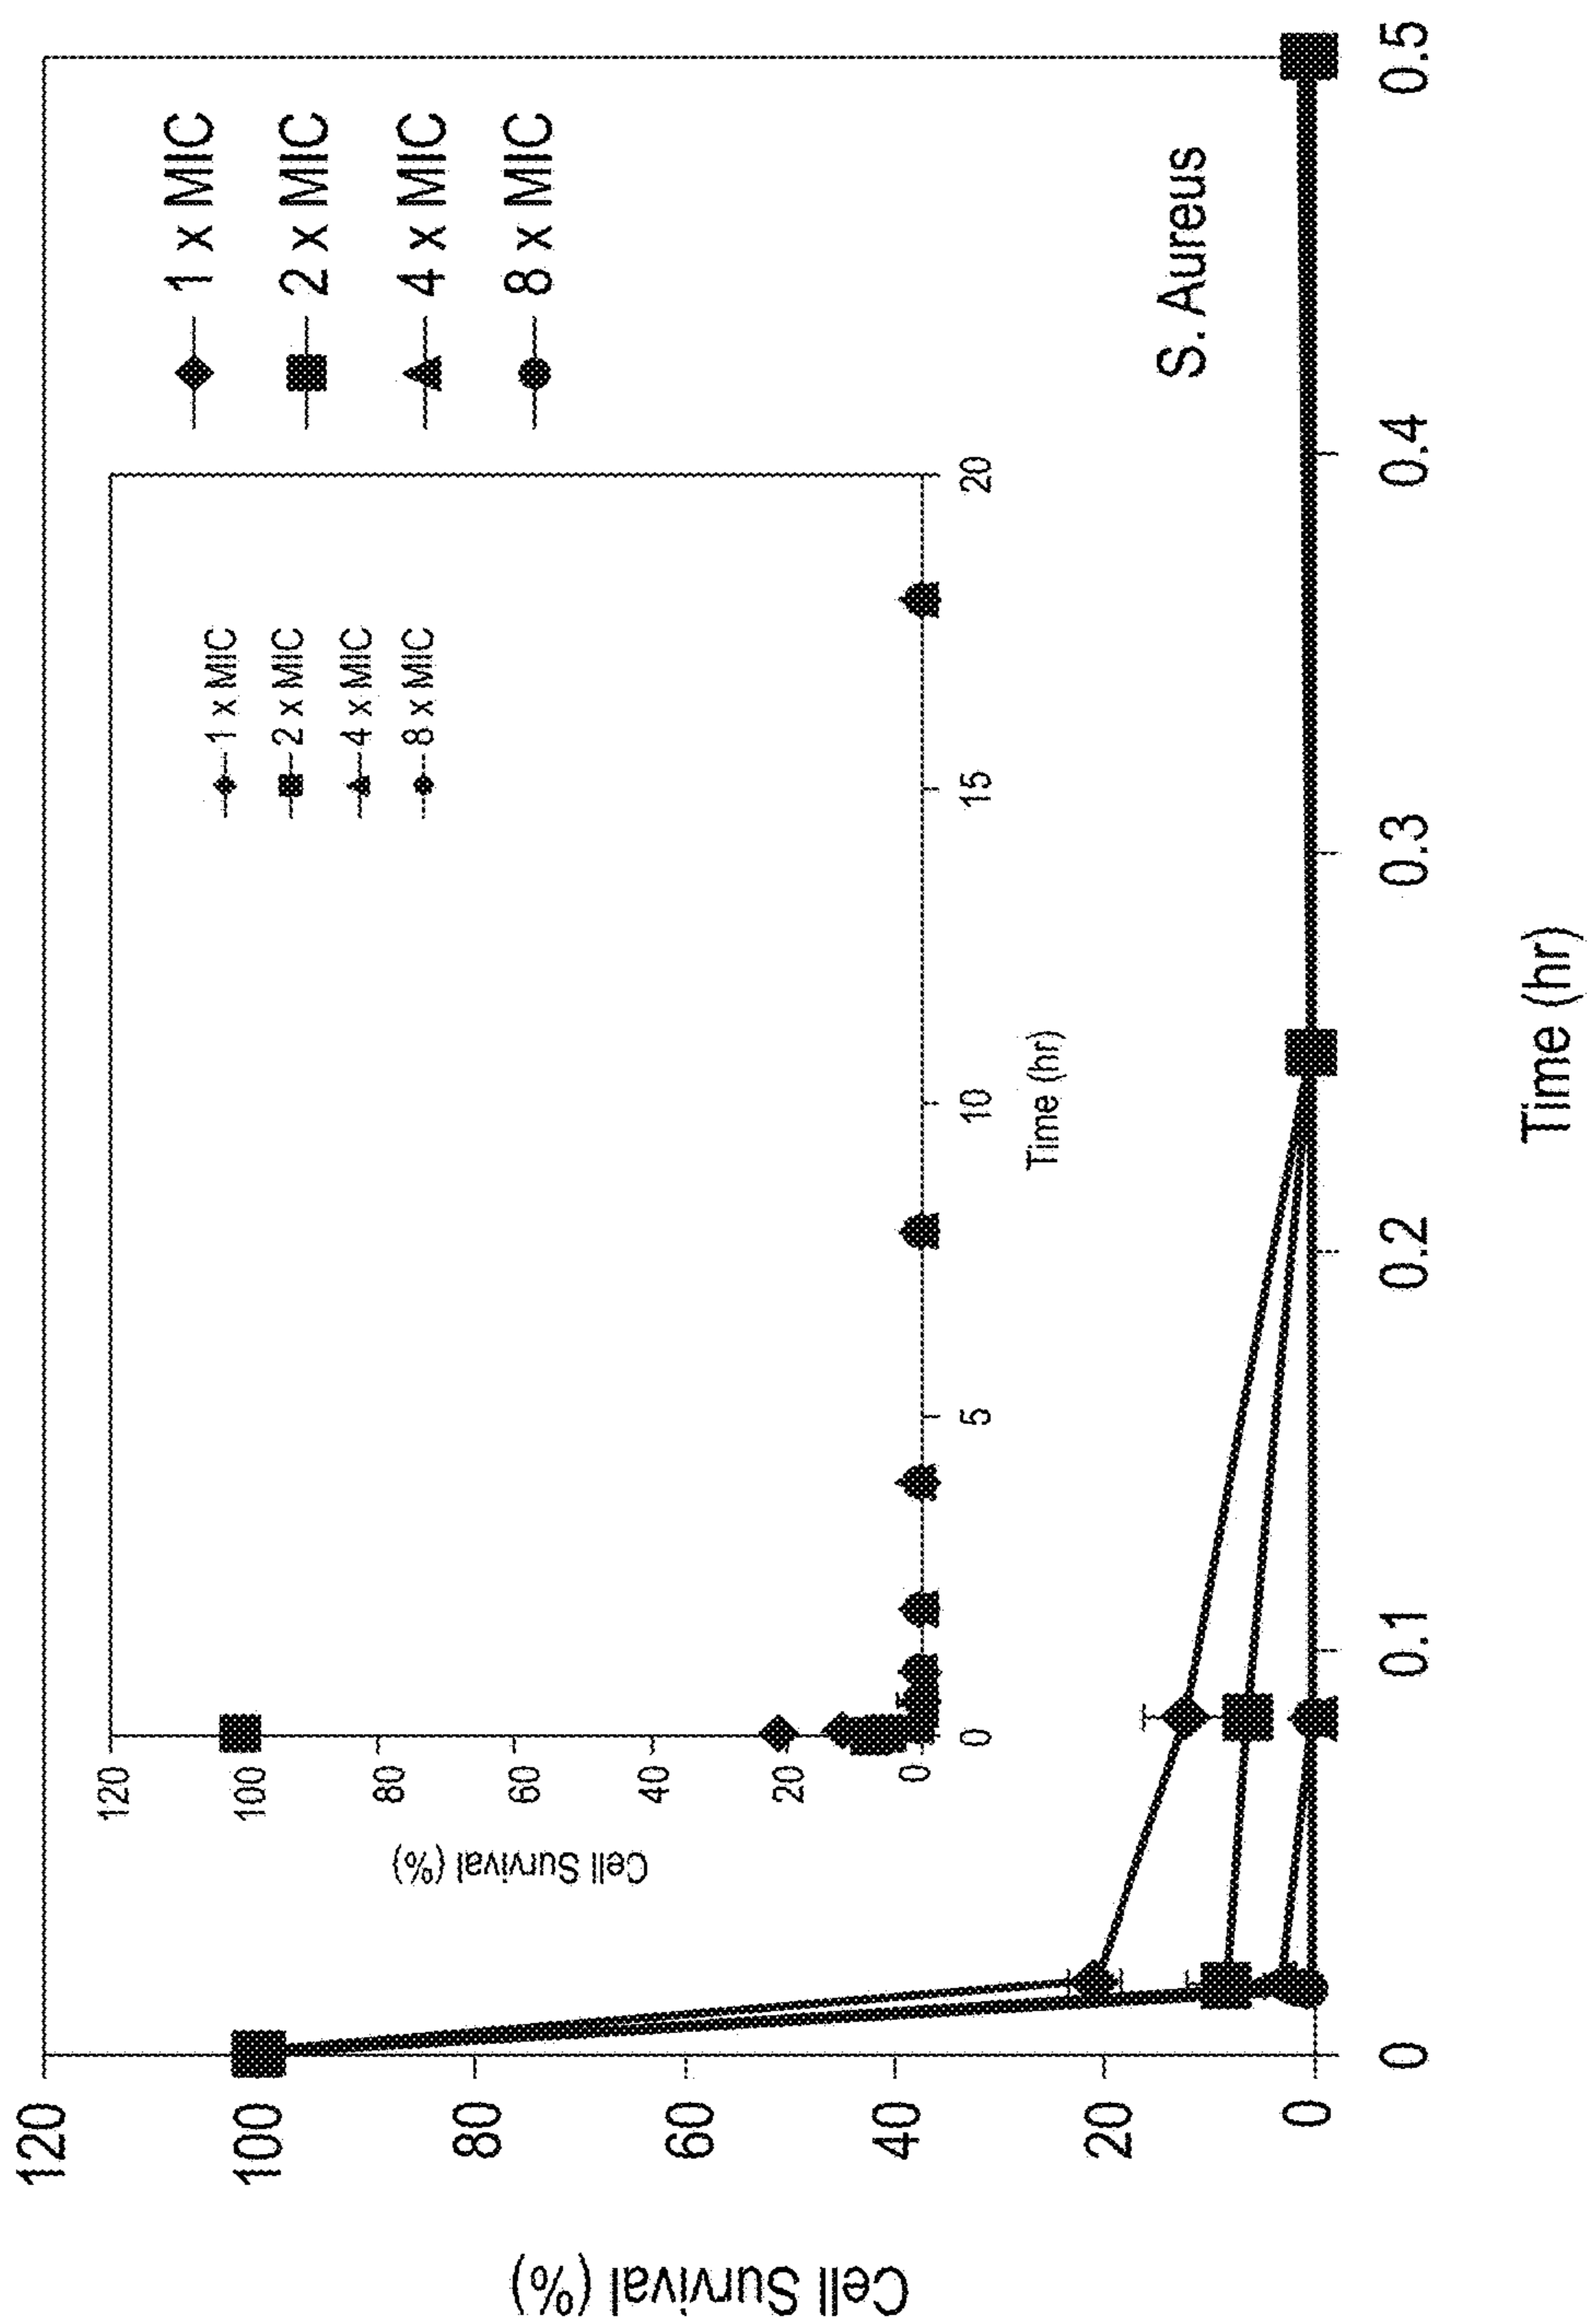 Cell Survival (%)
120
100
80
60
40
20
0
0
0.1
0.2
0.3
0.4
0.5
Time (hr)
1 x MIC
2 x MIC
4 x MIC
8 x MIC
S. Aureus
Cell Survival (%)
120
100
80
60
40
20
0
0
5
10
15
20
Time (hr)
1 x MIC
2 x MIC
4 x MIC
8 x MIC